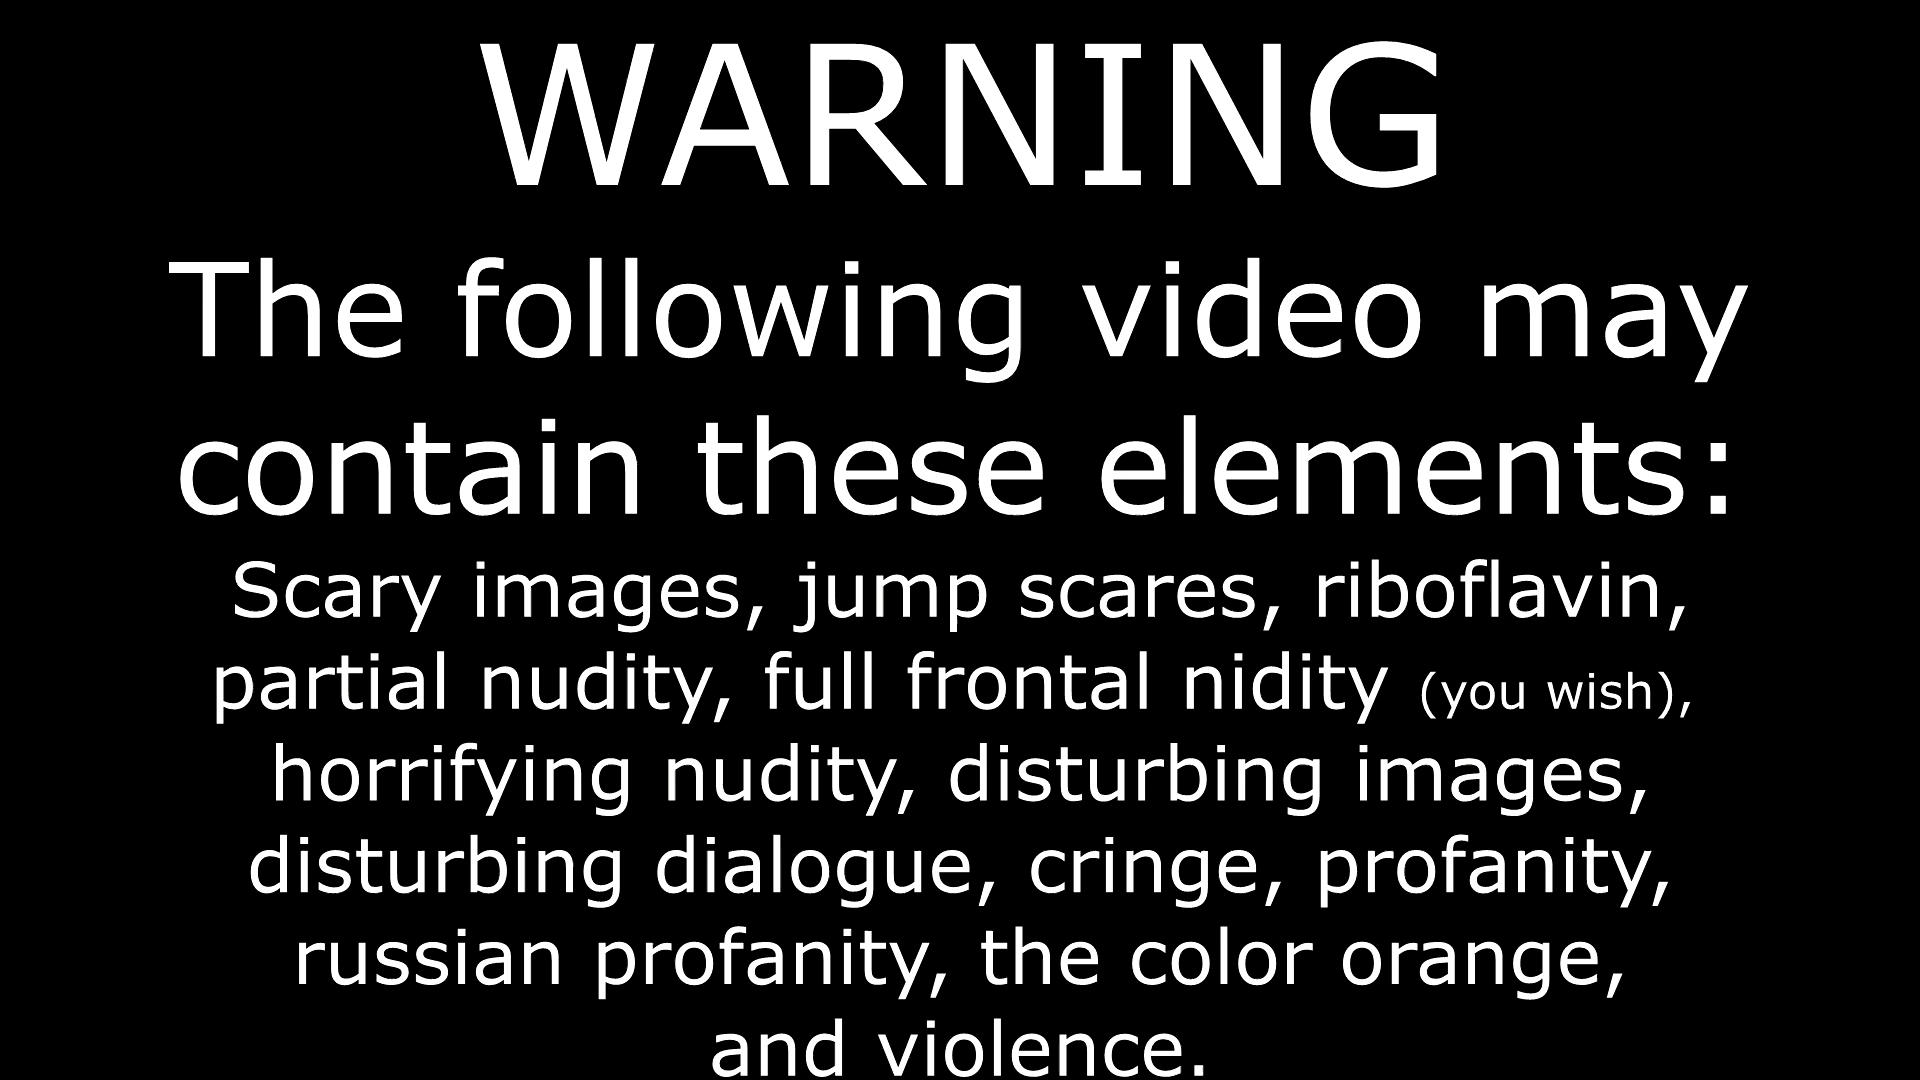 WARNING
The following video may
contain these elements:
Scary images, jump scares, riboflavin,
partial nudity, full frontal nidity (you wish),
horrifying nudity, disturbing images,
disturbing dialogue, cringe, profanity,
russian profanity, the color orange,
and violence.